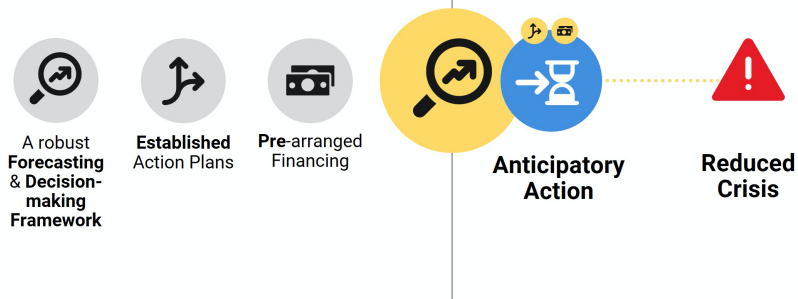 A robust
Forecasting
& Decision-
making
Framework
Established
Action Plans
Pre-arranged
Financing
Anticipatory
Action
Reduced
Crisis